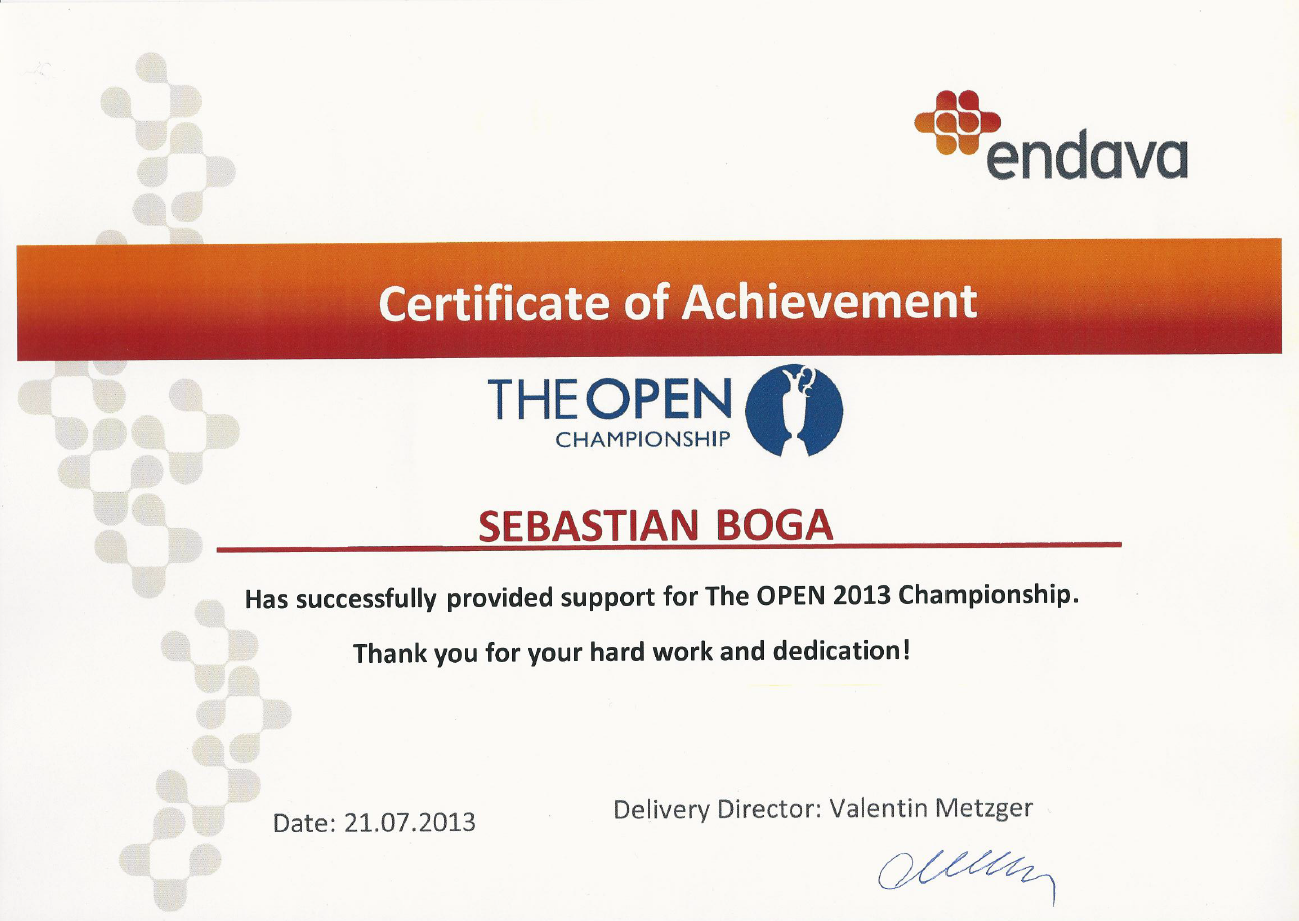 endava
Certificate of Achievement
THE OPEN
CHAMPIONSHIP
SEBASTIAN BOGA
Has successfully provided support for The OPEN 2013 Championship.
Thank you for your hard work and dedication!
Date: 21.07.2013
Delivery Director: Valentin Metzger